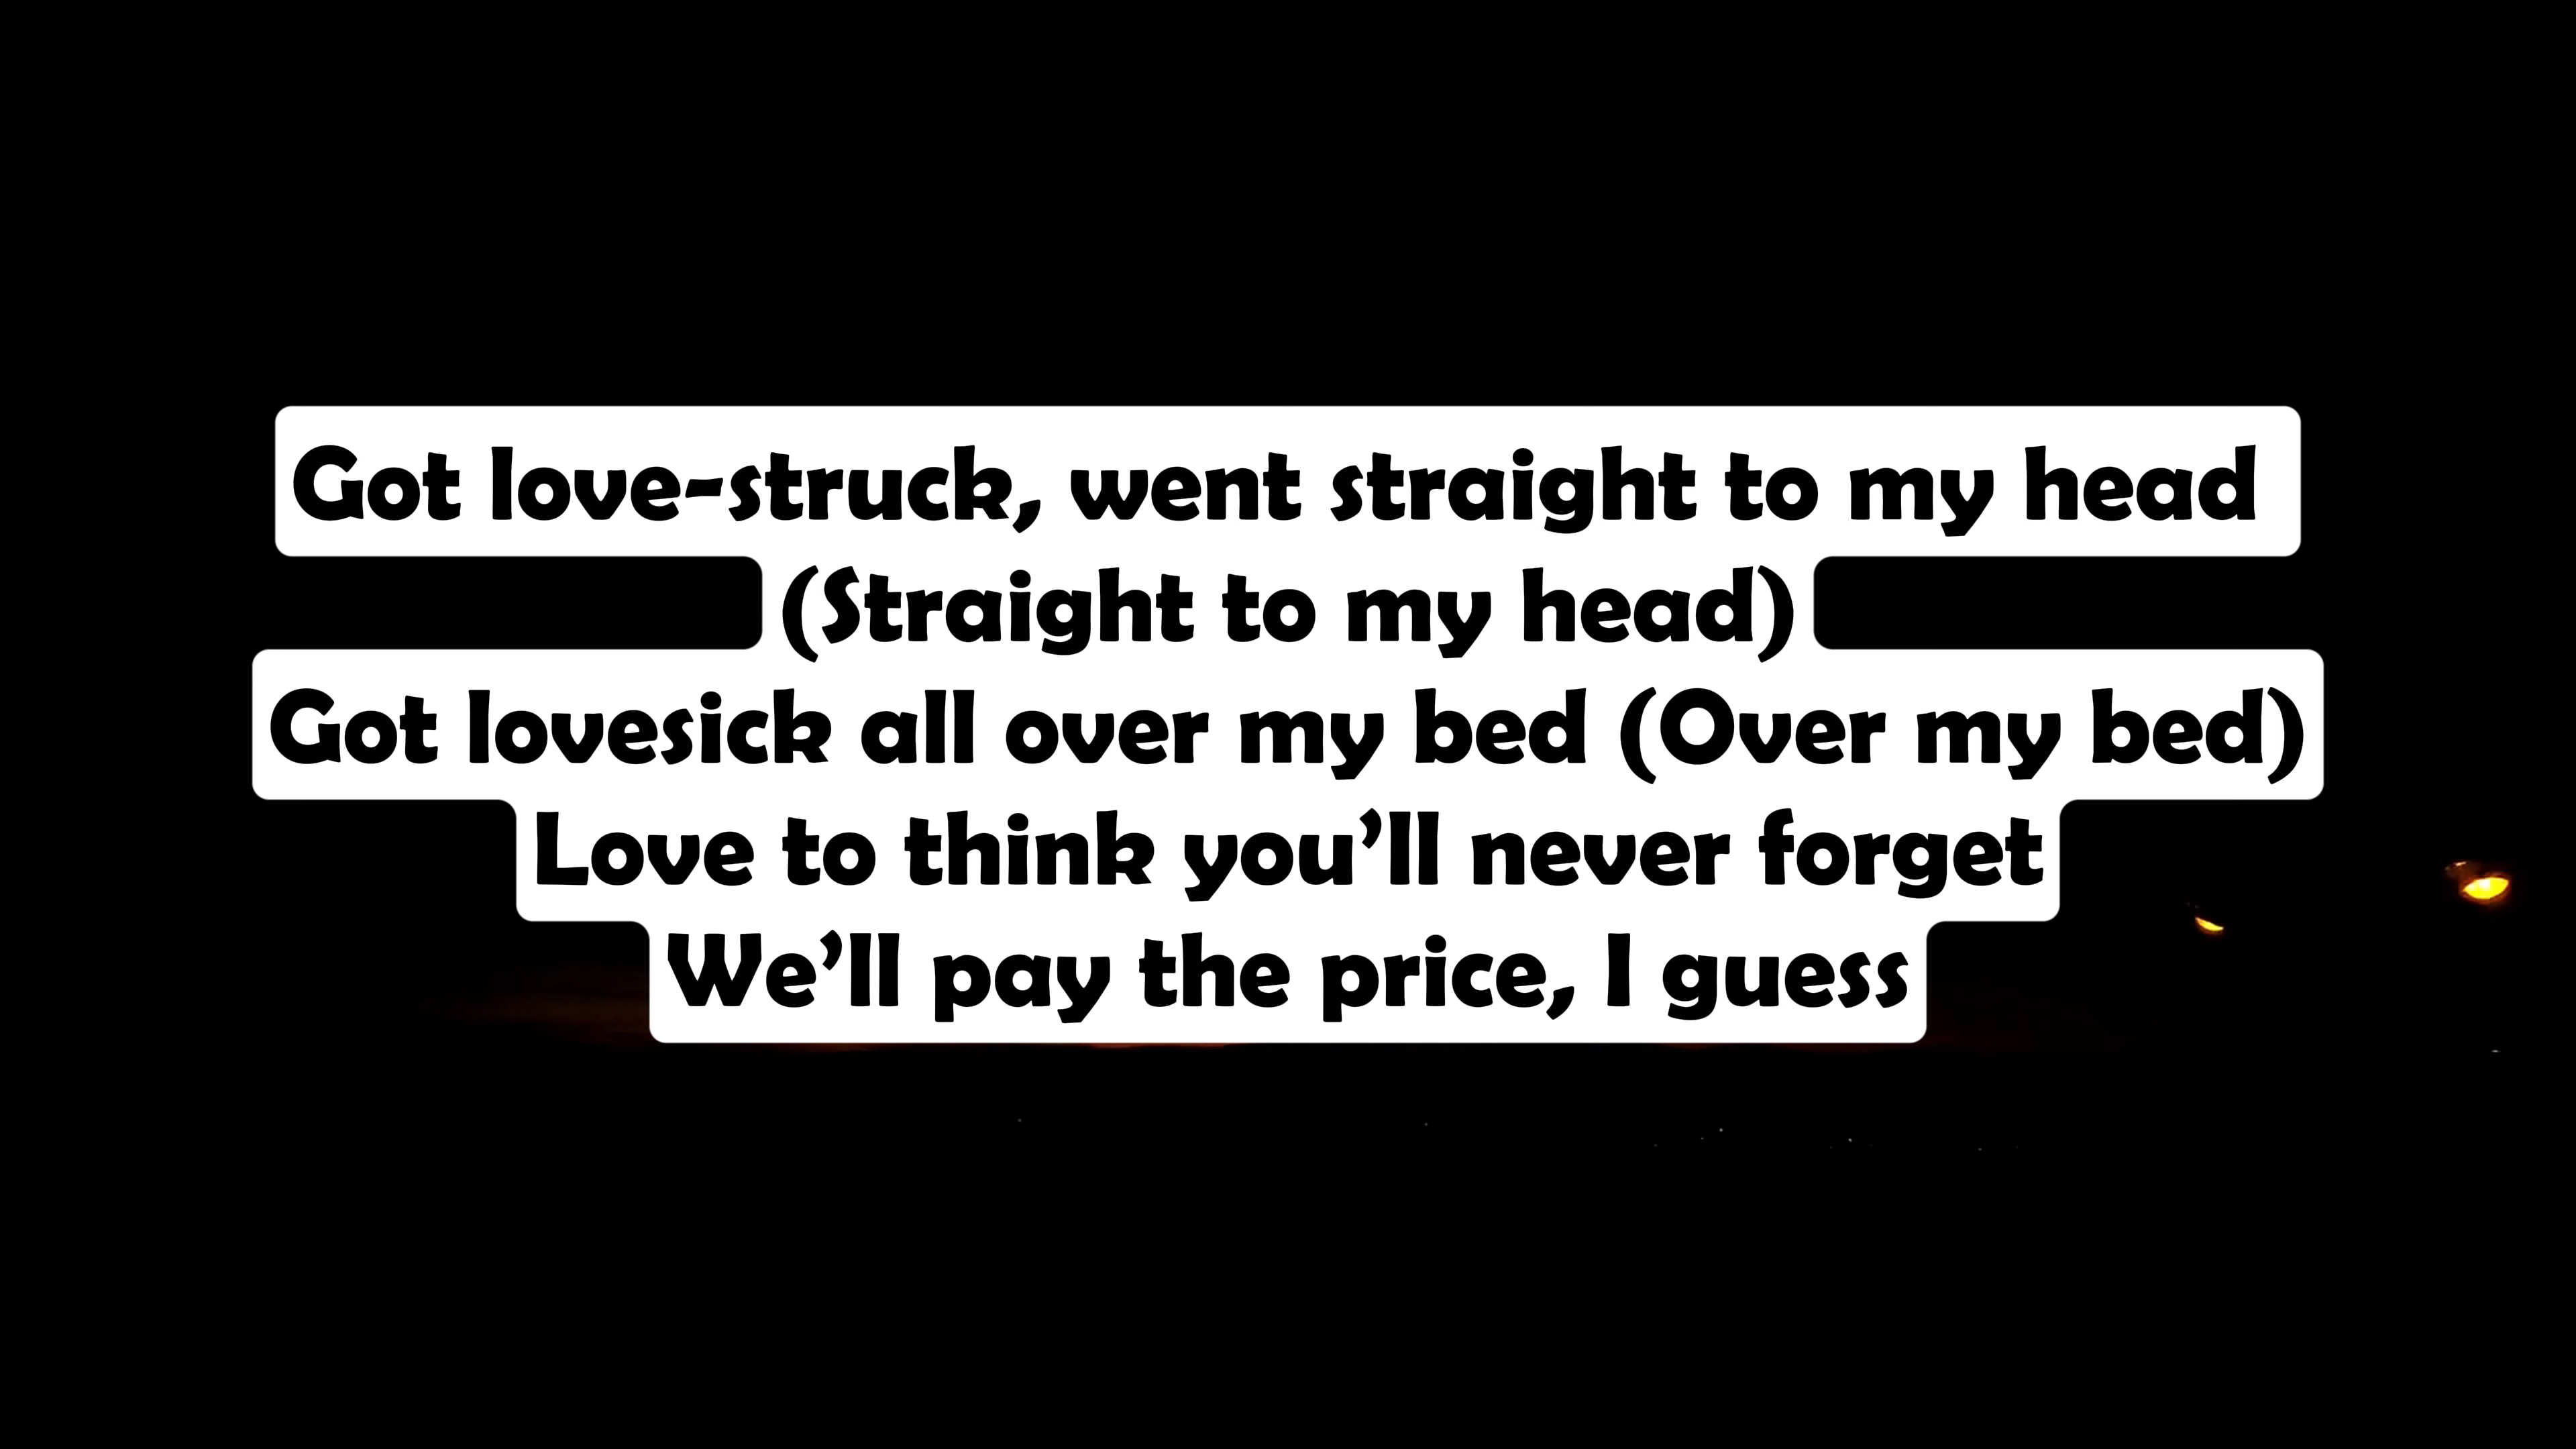 Got love-struck, went straight to my head
(Straight to my head)
Got lovesick all over my bed (Over my bed)
Love to think you’ll never forget
We’ll pay the price, I guess